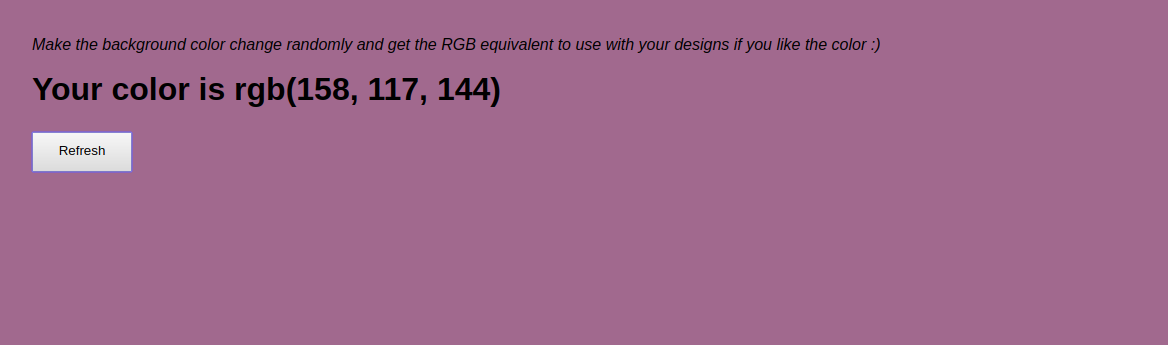 Make the background color change randomly and get the RGB equivalent to use with your designs if you like the color :)
Your color is rgb(158, 117, 144)
Refresh